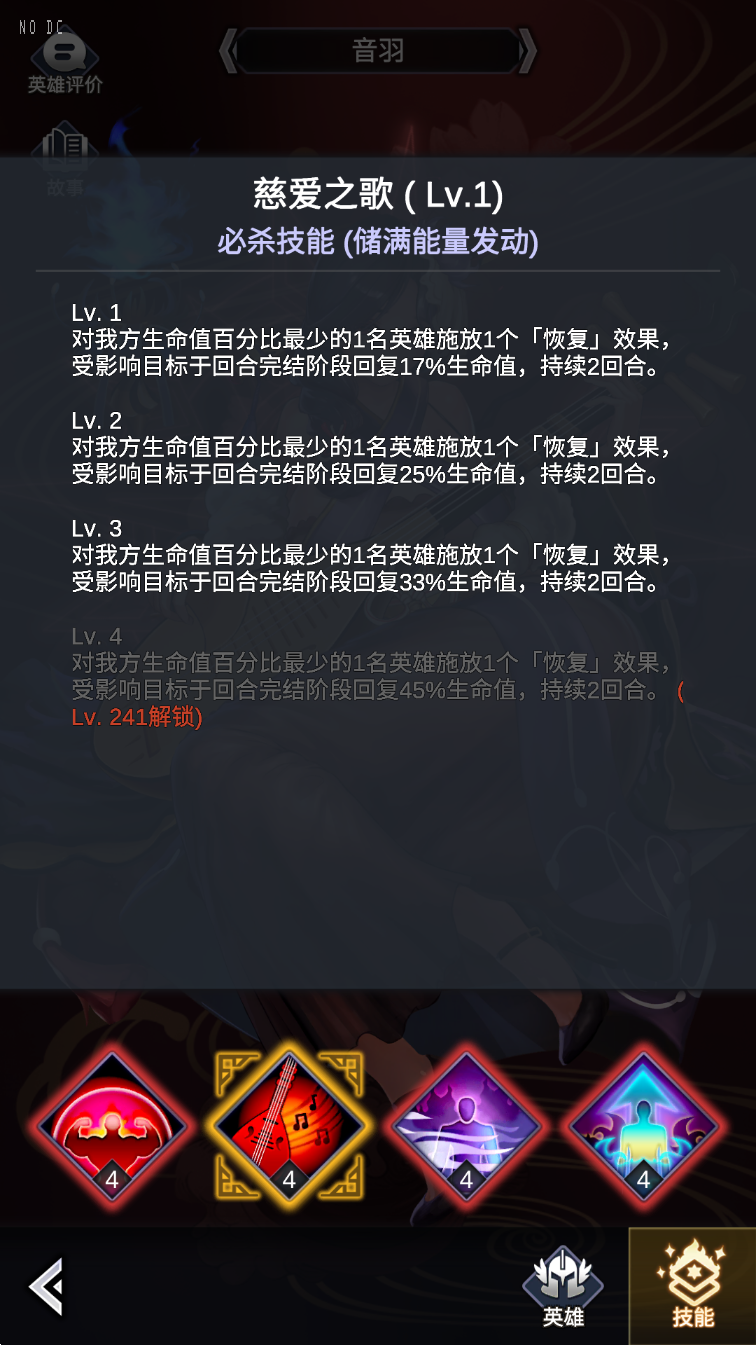 NO DC
音羽
英雄评价
故事
慈爱之歌 ( Lv.1)
必杀技能 (储满能量发动)
Lv. 1
对我方生命值百分比最少的1名英雄施放1个「恢复」效果，
受影响目标于回合完结阶段回复17%生命值，持续2回合。
Lv. 2
对我方生命值百分比最少的1名英雄施放1个「恢复」效果，
受影响目标于回合完结阶段回复25%生命值，持续2回合。
Lv. 3
对我方生命值百分比最少的1名英雄施放1个「恢复」效果，
受影响目标于回合完结阶段回复33%生命值，持续2回合。
Lv. 4
对我方生命值百分比最少的1名英雄施放1个「恢复」效果，
受影响目标于回合完结阶段回复45%生命值，持续2回合。 (
Lv. 241解锁)
4 4 4 4
英雄 技能